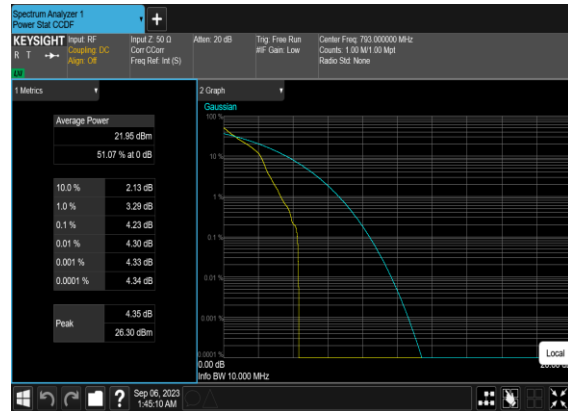 Spectrum Analyzer 1
Power Stat CCDF
+
KEYSIGHT
R T
LW
Input: RF
Coupling: DC
Align: Off
Input Z: 50 Ω
Corr CCorr
Freq Ref: Int (S)
Atten: 20 dB
Trig: Free Run
#IF Gain: Low
Center Freq: 793.000000 MHz
Counts: 1.00 M/1.00 Mpt
Radio Std: None
1 Metrics
Average Power
21.95 dBm
51.07 % at 0 dB
10.0 % 2.13 dB
1.0 % 3.29 dB
0.1 % 4.23 dB
0.01 % 4.30 dB
0.001 % 4.33 dB
0.0001 % 4.34 dB
Peak
4.35 dB
26.30 dBm
2 Graph
Gaussian
100 %
10 %
1 %
0.1 %
0.01 %
0.001 %
0.0001 %
0.00 dB
Info BW 10.000 MHz
Local
?
Sep 06, 2023
1:45:10 AM